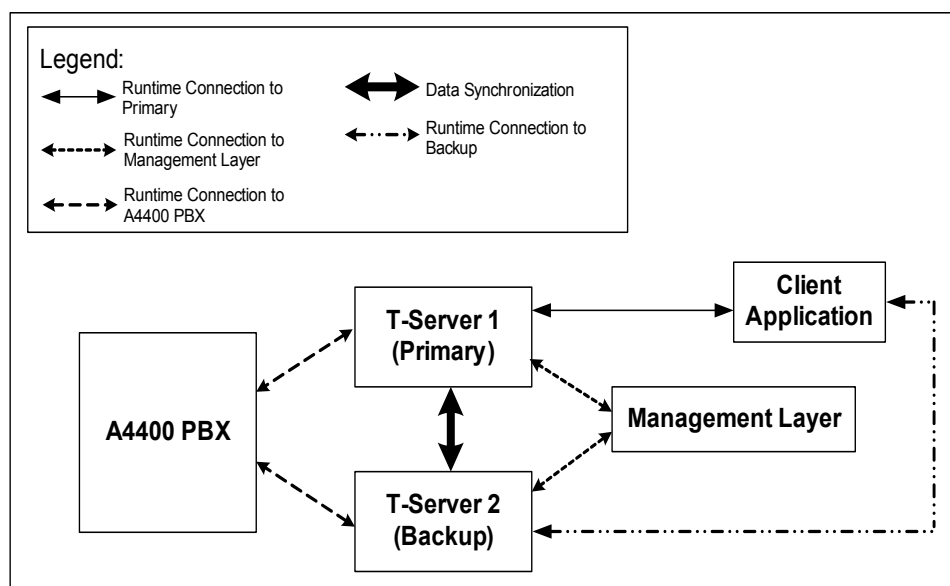 Legend:
Runtime Connection to
Primary
Runtime Connection to
Management Layer
Runtime Connection to
A4400 PBX
Data Synchronization
Runtime Connection to
Backup
Client
Application
T-Server 1
(Primary)
A4400 PBX
Management Layer
T-Server 2
(Backup)